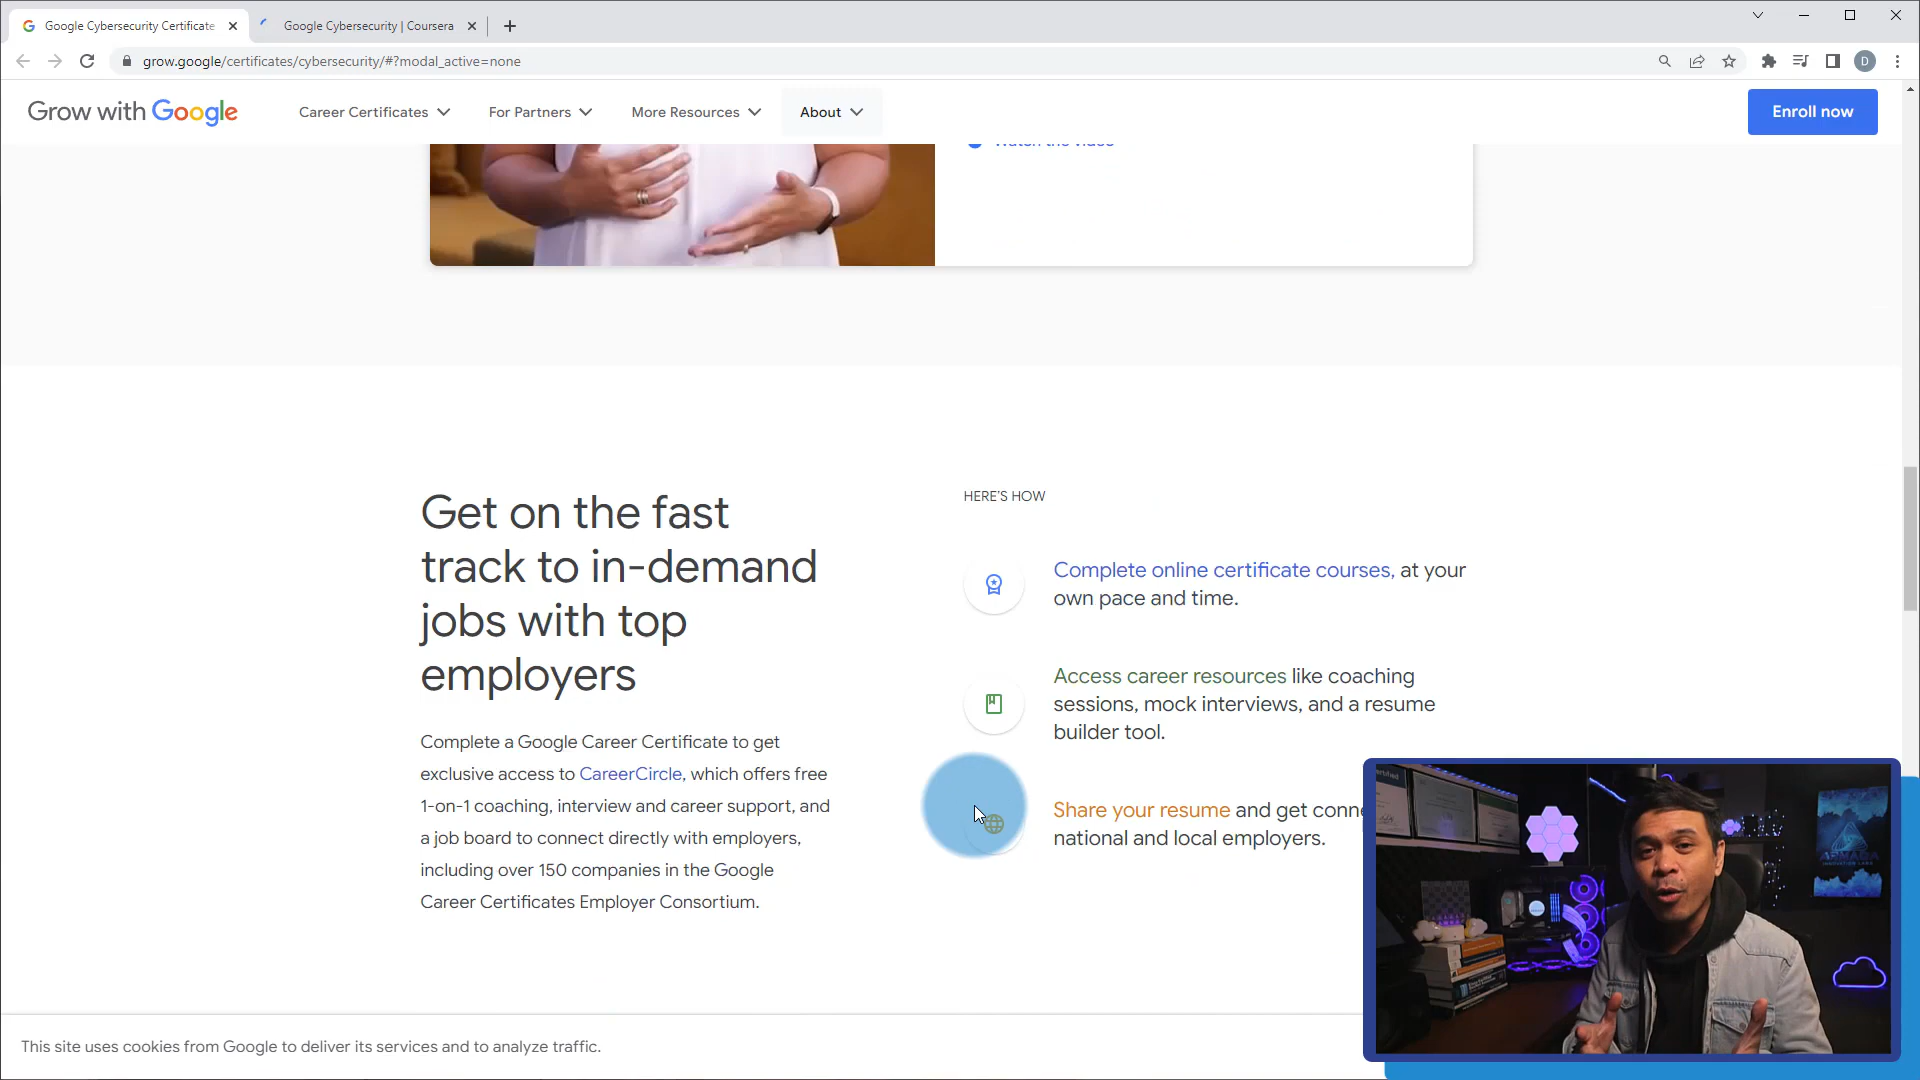 Google Cybersecurity Certificate
Google Cybersecurity | Coursera
grow.google/certificates/cybersecurity/#?modal_active=none
D
Grow with Google
Career Certificates
For Partners
More Resources
About
Enroll now
Watch the video
Get on the fast
track to in-demand
jobs with top
employers
Complete a Google Career Certificate to get
exclusive access to CareerCircle, which offers free
1-on-1 coaching, interview and career support, and
a job board to connect directly with employers,
including over 150 companies in the Google
Career Certificates Employer Consortium.
HERE'S HOW
Complete online certificate courses, at your
own pace and time.
Access career resources like coaching
sessions, mock interviews, and a resume
builder tool.
Share your resume and get conne
national and local employers.
This site uses cookies from Google to deliver its services and to analyze traffic.